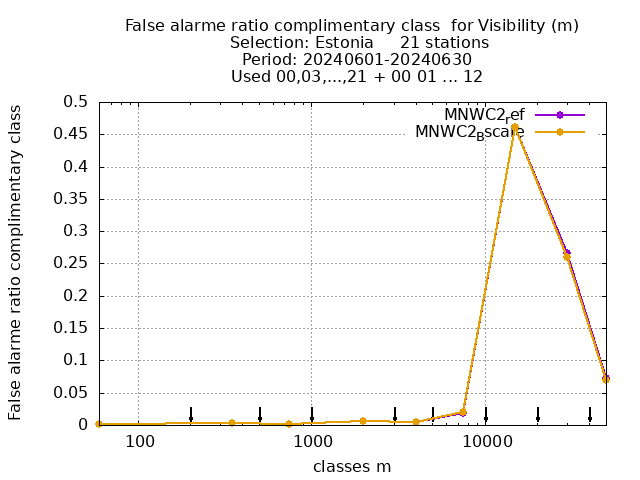 False alarme ratio complimentary class  for Visibility (m)
Selection: Estonia     21 stations
Period: 20240601-20240630
Used 00,03,...,21 + 00 01 ... 12
False alarme ratio complimentary class
0.5
0.45
0.4
0.35
0.3
0.25
0.2
0.15
0.1
0.05
0
MNWC2ref
MNWC2Bscale
100
1000
10000
classes m